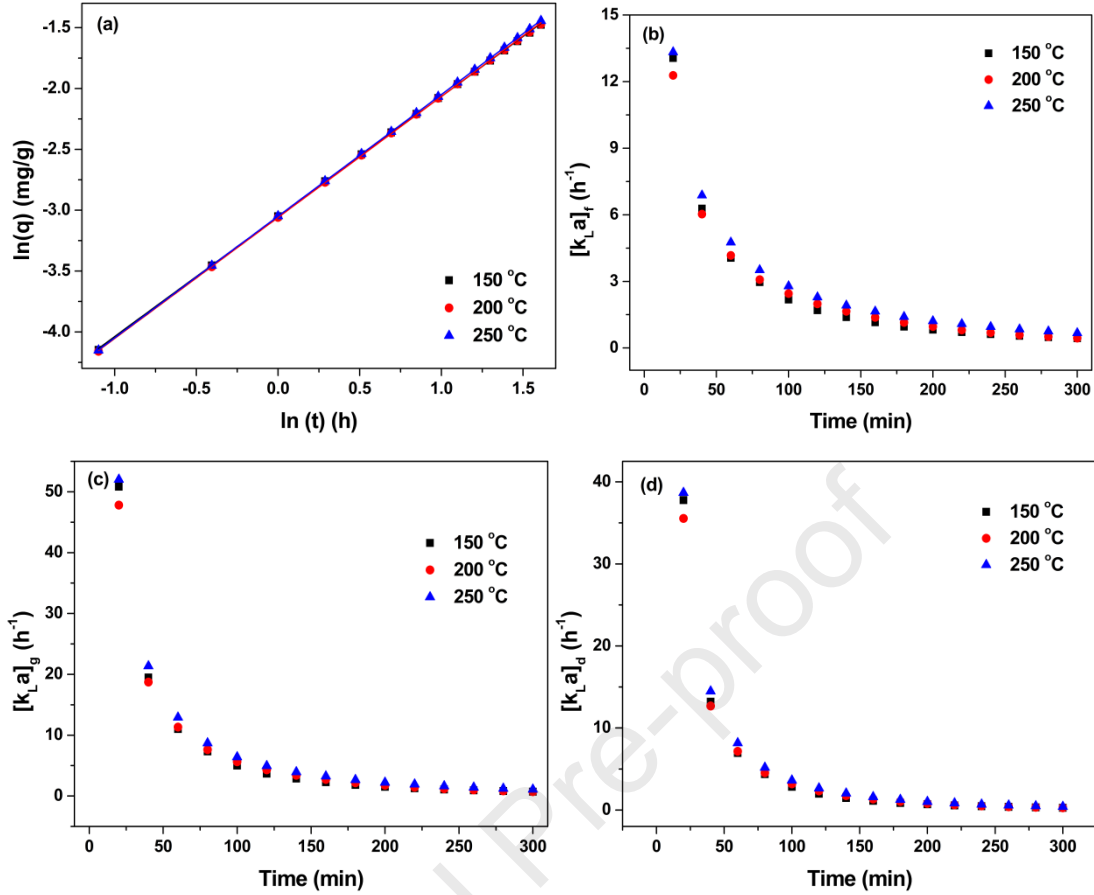 (a)
-1.5
-2.0
-2.5
-3.0
-3.5
-4.0
ln(q) (mg/g)
150 °C
200 °C
250 °C
-1.0 -0.5 0.0 0.5 1.0 1.5
ln (t) (h)
(b)
15
12
9
6
3
0
[kLa]f (h-1)
150 °C
200 °C
250 °C
0 50 100 150 200 250 300
Time (min)
(c)
50
40
30
20
10
0
[kLa]g (h-1)
150 °C
200 °C
250 °C
0 50 100 150 200 250 300
Time (min)
(d)
40
30
20
10
0
[kLa]d (h-1)
150 °C
200 °C
250 °C
0 50 100 150 200 250 300
Time (min)
l Pre-proof